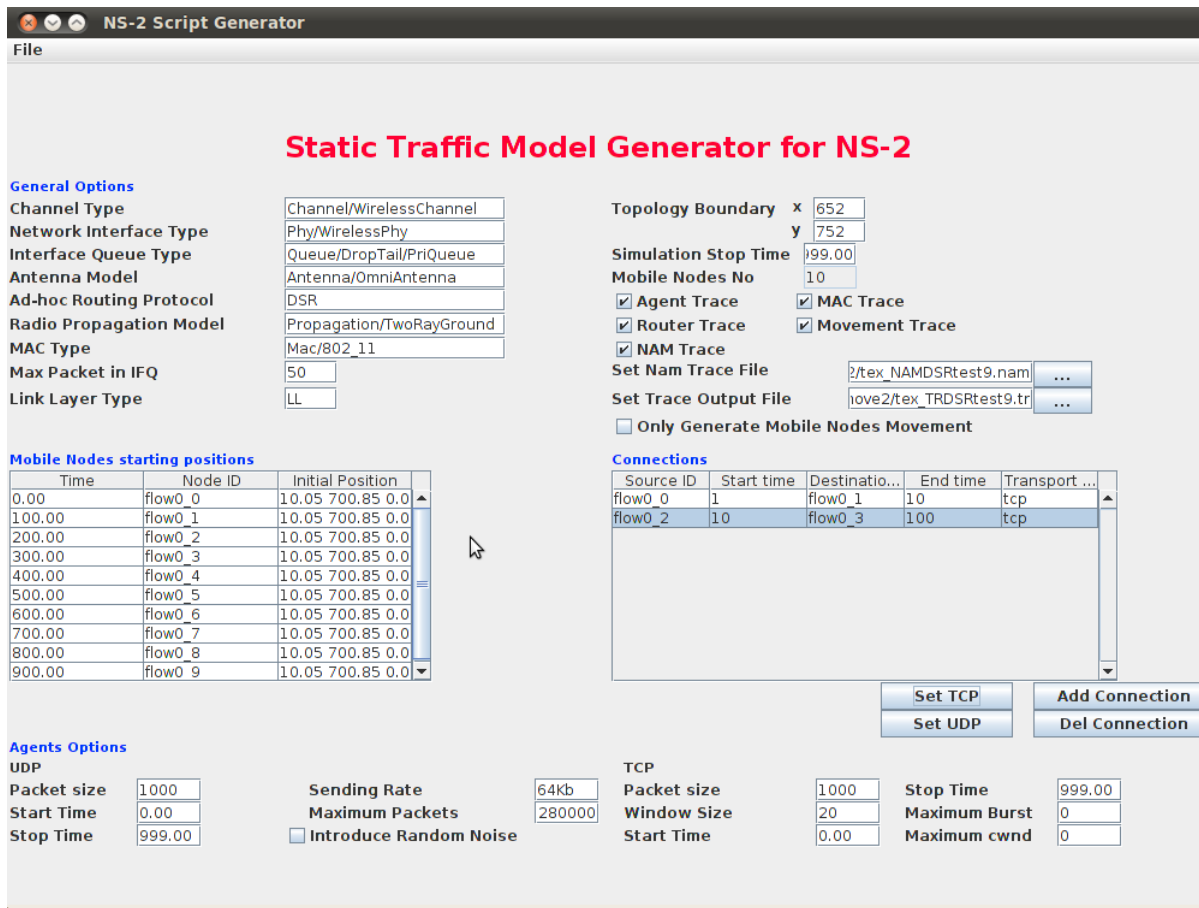 NS-2 Script Generator
File
Static Traffic Model Generator for NS-2
General Options
Channel Type Channel/WirelessChannel
Network Interface Type Phy/WirelessPhy
Interface Queue Type Queue/DropTail/PriQueue
Antenna Model Antenna/OmniAntenna
Ad-hoc Routing Protocol DSR
Radio Propagation Model Propagation/TwoRayGround
MAC Type Mac/802_11
Max Packet in IFQ 50
Link Layer Type LL
Topology Boundary x 652
y 752
Simulation Stop Time 999.00
Mobile Nodes No 10
Agent Trace MAC Trace
Router Trace Movement Trace
NAM Trace
Set Nam Trace File 2/tex_NAMDSRtest9.nam ...
Set Trace Output File nove2/tex_TRDSRtest9.tr ...
Only Generate Mobile Nodes Movement
Mobile Nodes starting positions
Time Node ID Initial Position
0.00 flow0_0 10.05 700.85 0.0
100.00 flow0_1 10.05 700.85 0.0
200.00 flow0_2 10.05 700.85 0.0
300.00 flow0_3 10.05 700.85 0.0
400.00 flow0_4 10.05 700.85 0.0
500.00 flow0_5 10.05 700.85 0.0
600.00 flow0_6 10.05 700.85 0.0
700.00 flow0_7 10.05 700.85 0.0
800.00 flow0_8 10.05 700.85 0.0
900.00 flow0_9 10.05 700.85 0.0
Connections
Source ID Start time Destinatio... End time Transport ...
flow0_0 1 flow0_1 10 tcp
flow0_2 10 flow0_3 100 tcp
Set TCP Add Connection
Set UDP Del Connection
Agents Options
UDP
Packet size 1000 Sending Rate 64Kb
Start Time 0.00 Maximum Packets 280000
Stop Time 999.00 Introduce Random Noise
TCP
Packet size 1000 Stop Time 999.00
Window Size 20 Maximum Burst 0
Start Time 0.00 Maximum cwnd 0